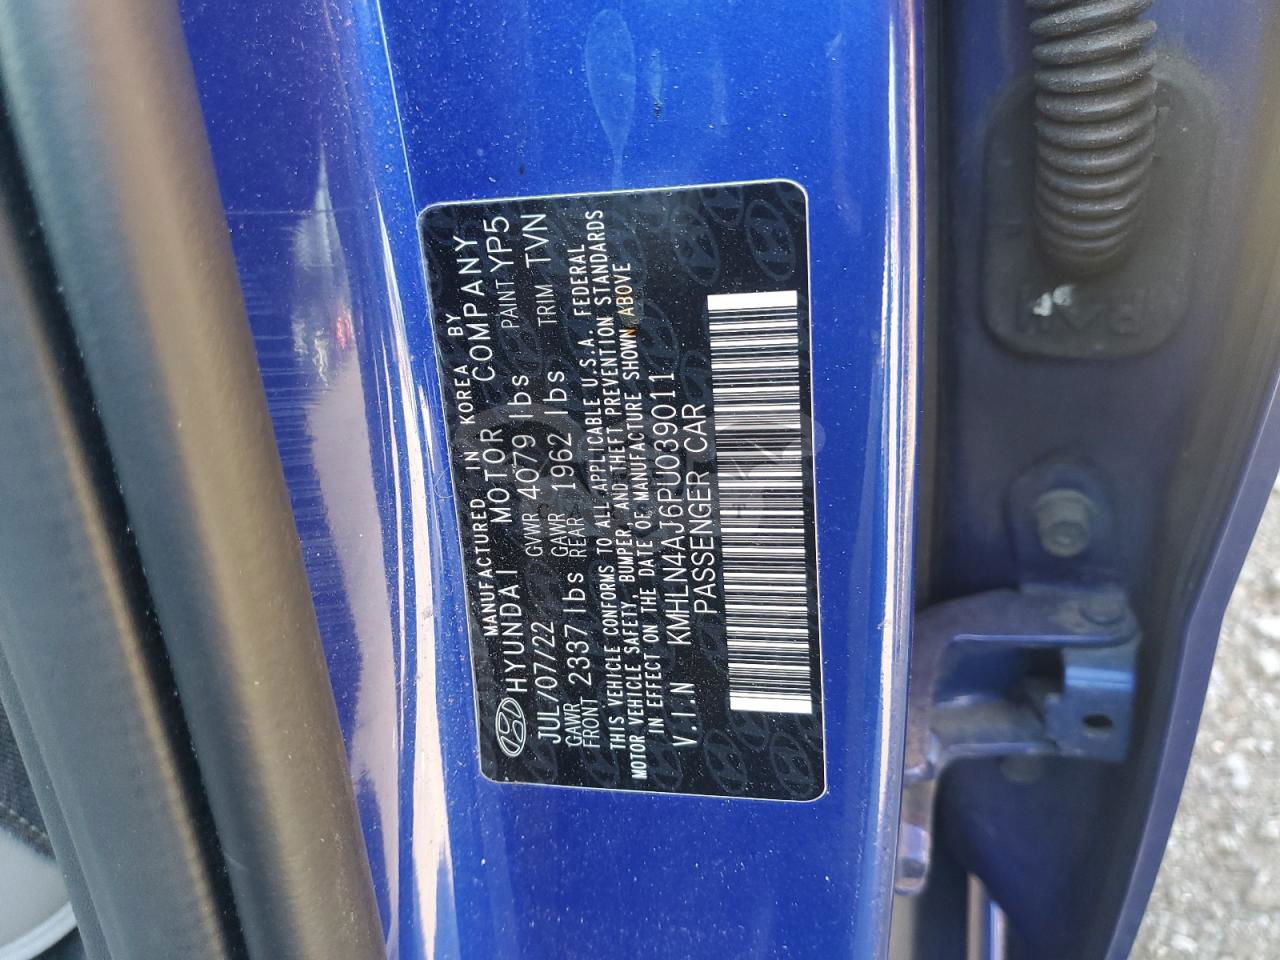 MANUFACTURED IN KOREA BY
HYUNDAI MOTOR COMPANY
JUL/07/22 GVWR 4079 lbs PAINT YP5
GAWR FRONT 2337 lbs GAWR REAR 1962 lbs TRIM TVN
THIS VEHICLE CONFORMS TO ALL APPLICABLE U.S.A. FEDERAL
MOTOR VEHICLE SAFETY, BUMPER, AND THEFT PREVENTION STANDARDS
IN EFFECT ON THE DATE OF MANUFACTURE SHOWN ABOVE
V.I.N KMHLN4AJ6PU039011
PASSENGER CAR